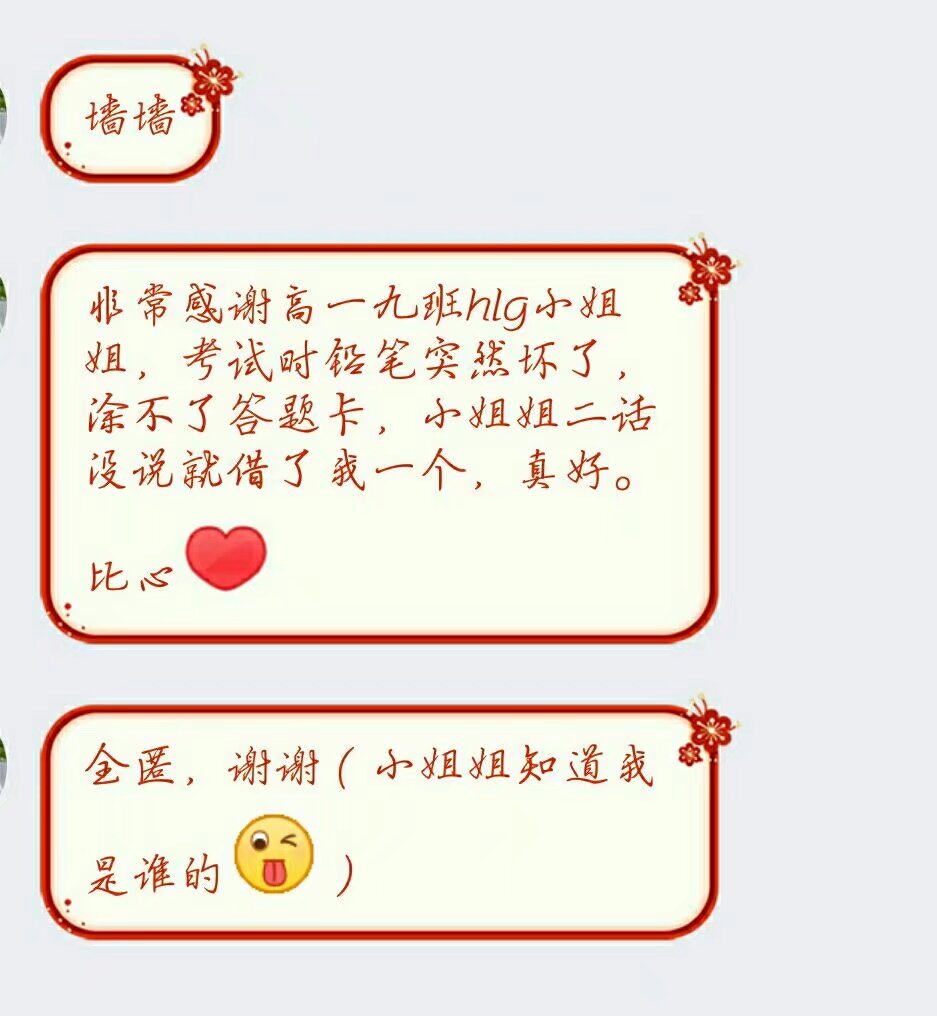 墙墙
非常感谢高一九班hlg小姐
姐，考试时铅笔突然坏了，
涂不了答题卡，小姐姐二话
没说就借了我一个，真好。
比心
全匿，谢谢（小姐姐知道我
是谁的）